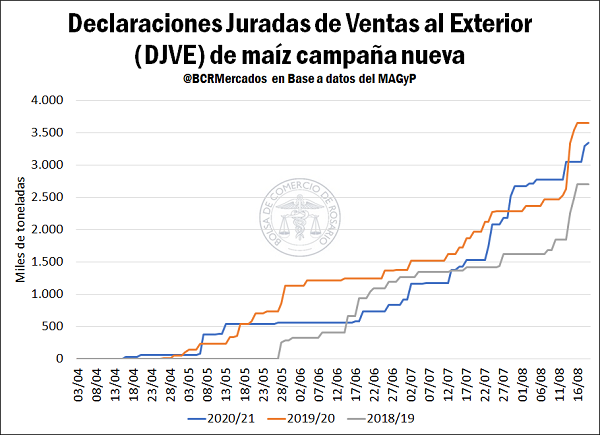 Declaraciones Juradas de Ventas al Exterior
(DJVE) de maíz campaña nueva
@BCRMercados en Base a datos del MAGyP
Miles de toneladas
4.000
3.500
3.000
2.500
2.000
1.500
1.000
500
0
BOLSA DE COMERCIO DE ROSARIO
03/04 08/04 13/04 18/04 23/04 28/04 03/05 08/05 13/05 18/05 23/05 28/05 02/06 07/06 12/06 17/06 22/06 27/06 02/07 07/07 12/07 17/07 22/07 27/07 01/08 06/08 11/08 16/08
2020/21 2019/20 2018/19